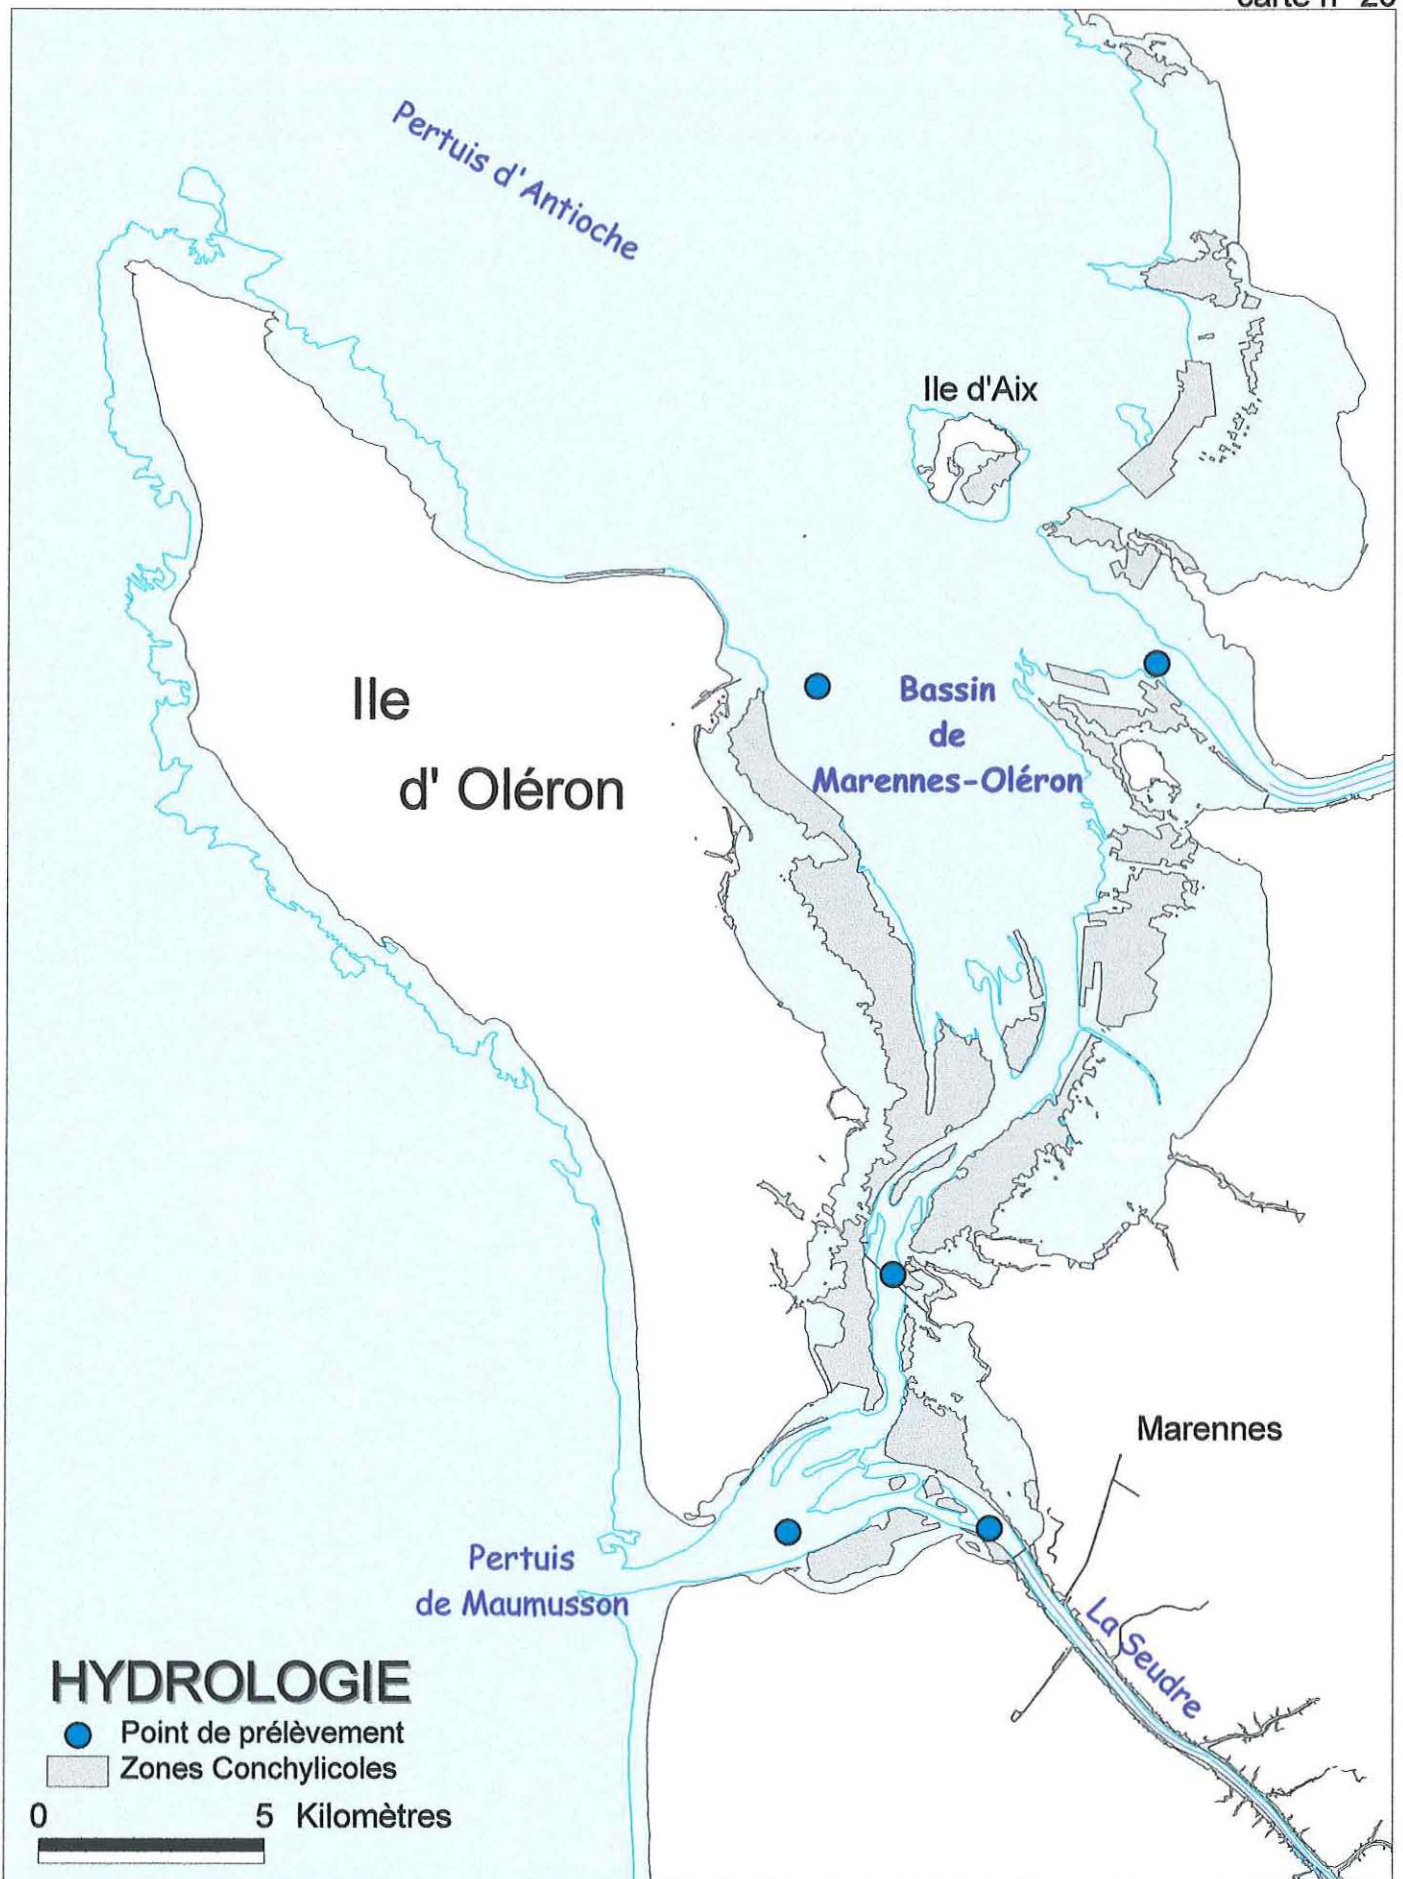 Pertuis d'Antioche
Ile d'Aix
Ile
d' Oléron
Bassin
de
Marennes-Oléron
Marennes
Pertuis
de Maumusson
La Seudre
HYDROLOGIE
Point de prélèvement
Zones Conchylicoles
0 5 Kilomètres